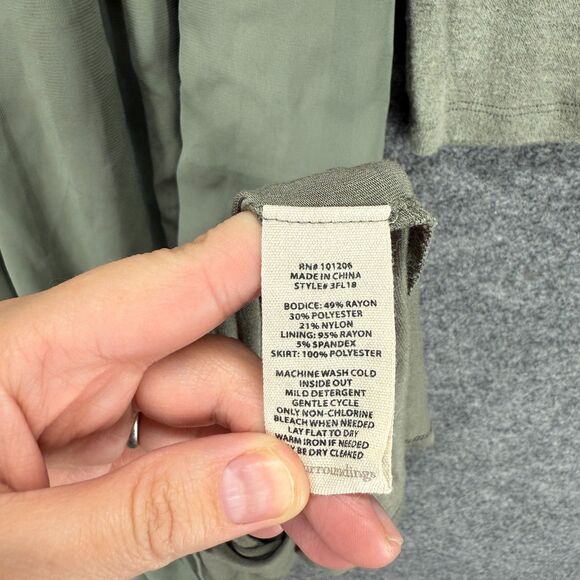 RN# 101206
MADE IN CHINA
STYLE# 3FL18
BODICE: 49% RAYON
30% POLYESTER
21% NYLON
LINING: 95% RAYON
5% SPANDEX
SKIRT: 100% POLYESTER
MACHINE WASH COLD
INSIDE OUT
MILD DETERGENT
GENTLE CYCLE
ONLY NON-CHLORINE
BLEACH WHEN NEEDED
LAY FLAT TO DRY
WARM IRON IF NEEDED
BE DRY CLEANED